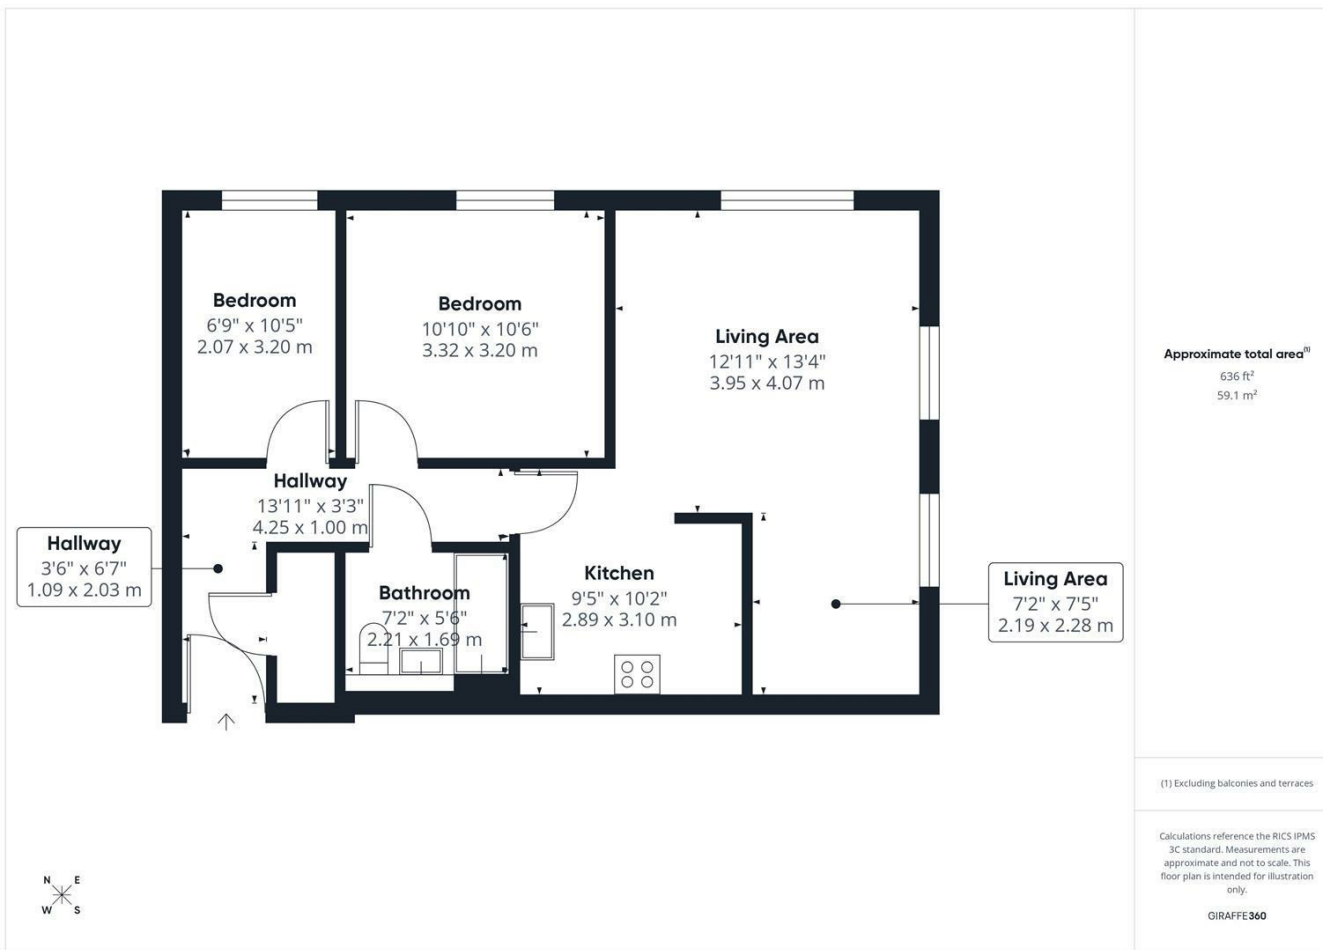 Bedroom
6'9" x 10'5"
2.07 x 3.20 m
Bedroom
10'10" x 10'6"
3.32 x 3.20 m
Living Area
12'11" x 13'4"
3.95 x 4.07 m
Hallway
13'11" x 3'3"
4.25 x 1.00 m
Hallway
3'6" x 6'7"
1.09 x 2.03 m
Bathroom
7'2" x 5'6"
2.21 x 1.69 m
Kitchen
9'5" x 10'2"
2.89 x 3.10 m
Living Area
7'2" x 7'5"
2.19 x 2.28 m
N E
W S
Approximate total area(1)
636 ft²
59.1 m²
(1) Excluding balconies and terraces
Calculations reference the RICS IPMS
3C standard. Measurements are
approximate and not to scale. This
floor plan is intended for illustration
only.
GIRAFFE360